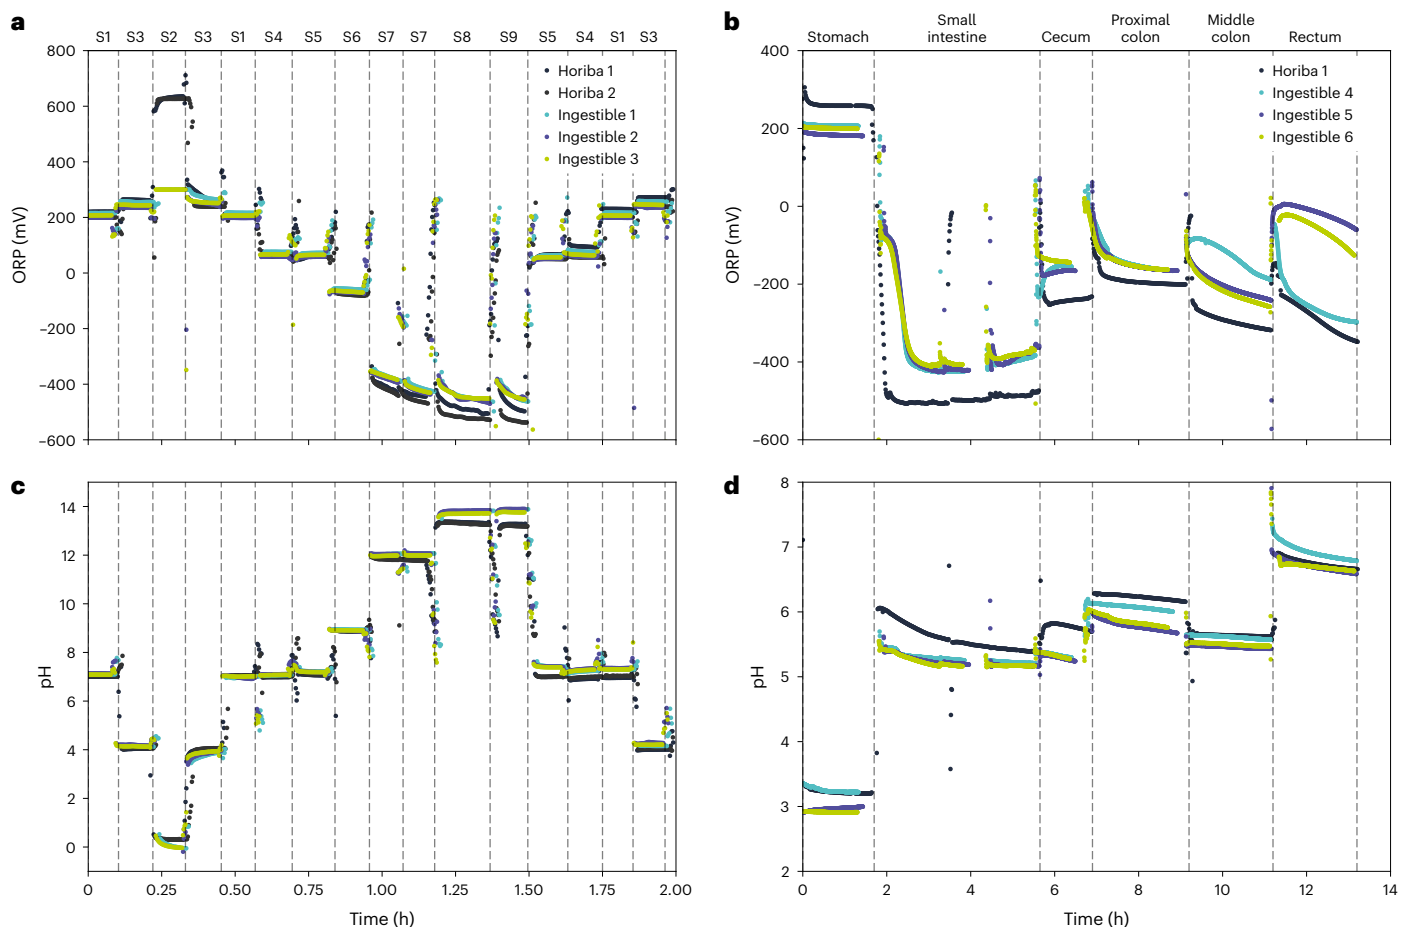 a
S1 S3 S2 S3 S1 S4 S5 S6 S7 S7 S8 S9 S5 S4 S1 S3
800
600
400
200
0
−200
−400
−600
ORP (mV)
Horiba 1
Horiba 2
Ingestible 1
Ingestible 2
Ingestible 3
b
Stomach
Small
intestine
Cecum
Proximal
colon
Middle
colon
Rectum
400
200
0
−200
−400
−600
ORP (mV)
Horiba 1
Ingestible 4
Ingestible 5
Ingestible 6
c
14
12
10
8
6
4
2
0
pH
0 0.25 0.50 0.75 1.00 1.25 1.50 1.75 2.00
Time (h)
d
8
7
6
5
4
3
2
pH
0 2 4 6 8 10 12 14
Time (h)